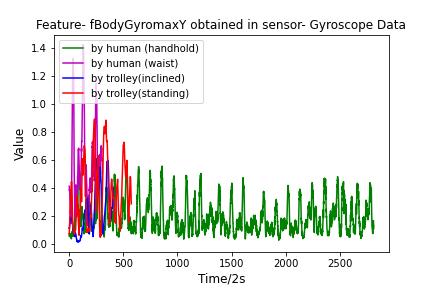 Feature- fBodyGyromaxY obtained in sensor- Gyroscope Data
by human (handhold)
by human (waist)
by trolley(inclined)
by trolley(standing)
Value
1.4
1.2
1.0
0.8
0.6
0.4
0.2
0.0
0 500 1000 1500 2000 2500
Time/2s